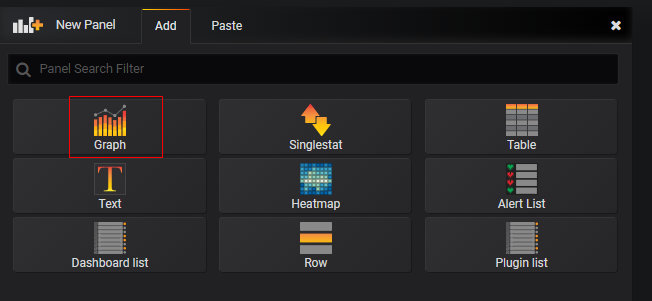 New Panel Add Paste
Panel Search Filter
Graph Singlestat Table
Text Heatmap Alert List
Dashboard list Row Plugin list